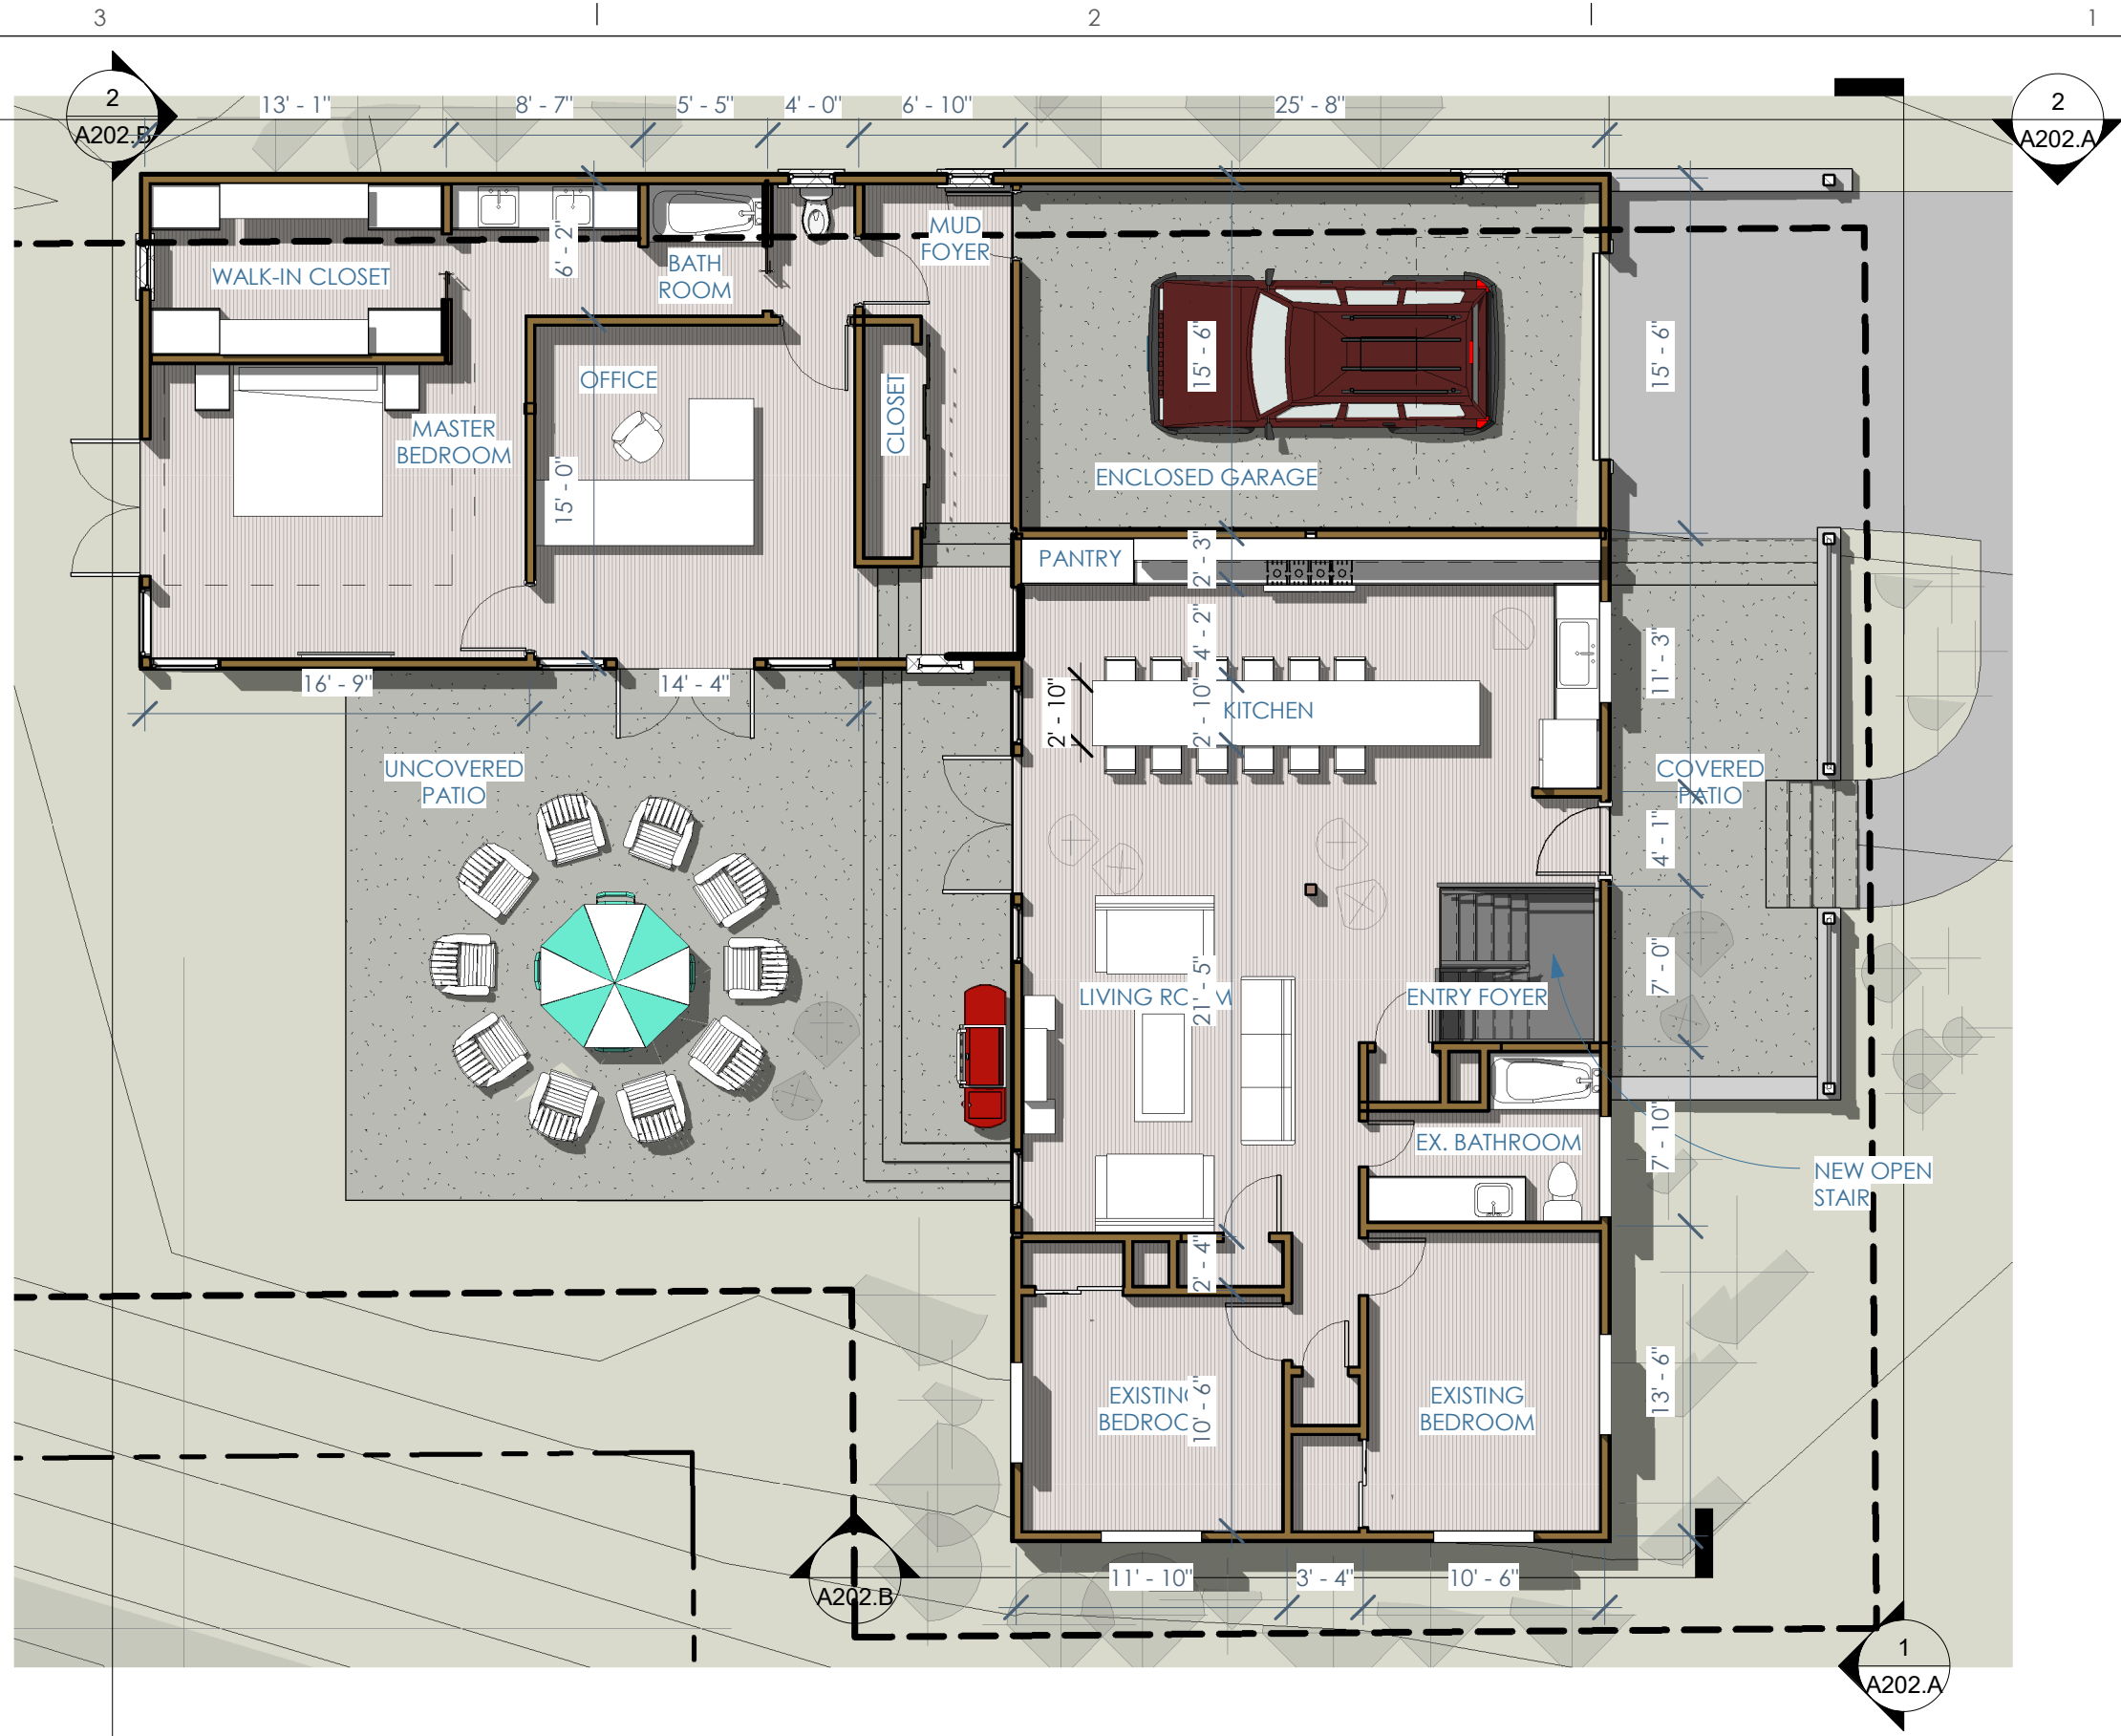 3
2
1
2
A202.B
13' - 1"
8' - 7"
5' - 5"
4' - 0"
6' - 10"
25' - 8"
2
A202.A
MUD
FOYER
6' - 2"
WALK-IN CLOSET
BATH
ROOM
15' - 6"
15' - 6"
OFFICE
CLOSET
MASTER
BEDROOM
15' - 0"
ENCLOSED GARAGE
PANTRY
2' - 3"
4' - 2"
11' - 3"
16' - 9"
14' - 4"
2' - 10"
2' - 10"
KITCHEN
UNCOVERED
PATIO
COVERED
PATIO
4' - 1"
7' - 0"
LIVING ROOM
21' - 5"
ENTRY FOYER
EX. BATHROOM
7' - 10"
NEW OPEN
STAIR
2' - 4"
EXISTING
BEDROOM
10' - 6"
EXISTING
BEDROOM
13' - 6"
11' - 10"
3' - 4"
10' - 6"
A202.B
1
A202.A